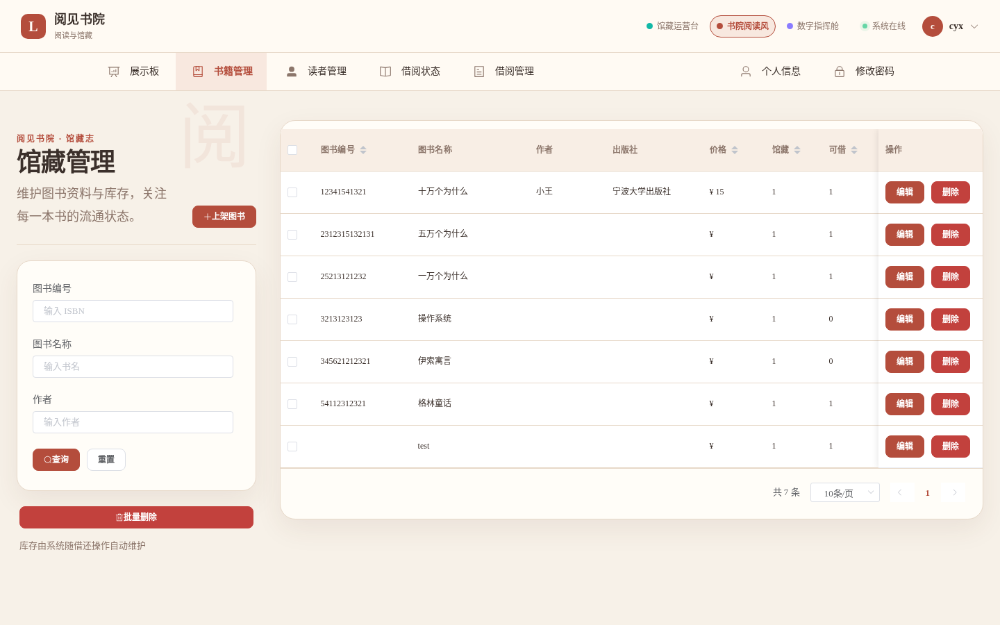 L 阅见书院
阅读与馆藏
馆藏运营台 书院阅读风 数字指挥舱 系统在线 c cyx
展示板 书籍管理 读者管理 借阅状态 借阅管理 个人信息 修改密码
阅
阅见书院 · 馆藏志
馆藏管理
维护图书资料与库存，关注
每一本书的流通状态。
上架图书
图书编号
输入 ISBN
图书名称
输入书名
作者
输入作者
查询 重置
批量删除
库存由系统随借还操作自动维护
图书编号 图书名称 作者 出版社 价格 馆藏 可借 操作
12341541321 十万个为什么 小王 宁波大学出版社 ¥ 15 1 1 编辑 删除
2312315132131 五万个为什么 ¥ 1 1 编辑 删除
25213121232 一万个为什么 ¥ 1 1 编辑 删除
3213123123 操作系统 ¥ 1 0 编辑 删除
345621212321 伊索寓言 ¥ 1 0 编辑 删除
54112312321 格林童话 ¥ 1 1 编辑 删除
test ¥ 1 1 编辑 删除
共 7 条 10条/页 1